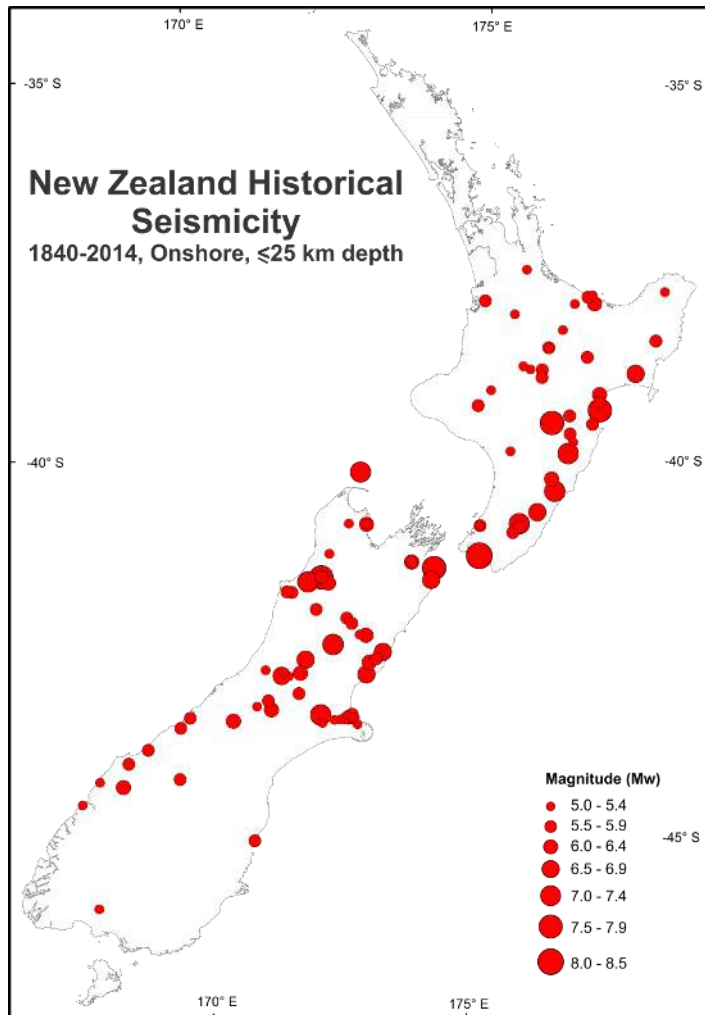 170° E
175° E
-35° S
-35° S
New Zealand Historical
Seismicity
1840-2014, Onshore, ⩽25 km depth
-40° S
-40° S
Magnitude (Mw)
5.0 - 5.4
5.5 - 5.9
6.0 - 6.4
6.5 - 6.9
7.0 - 7.4
7.5 - 7.9
8.0 - 8.5
-45° S
170° E
175° E